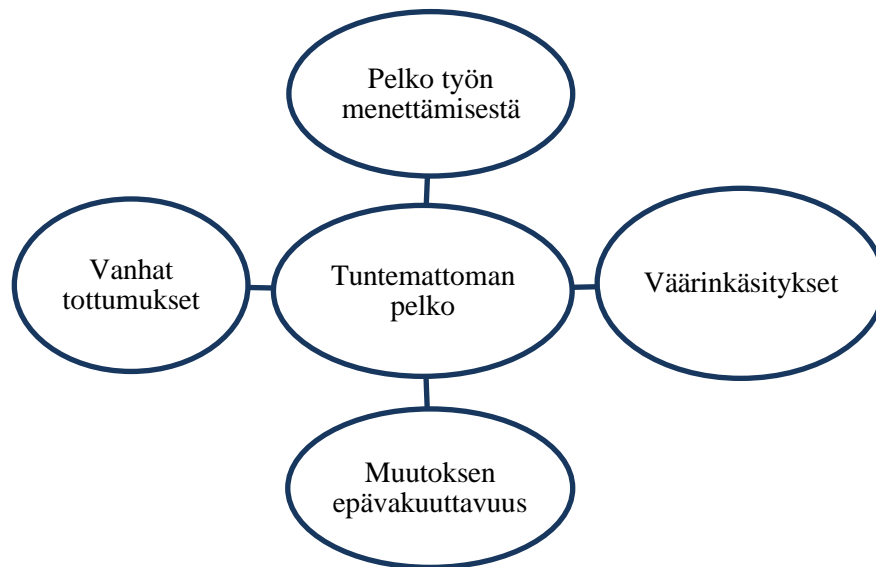 Pelko työn
menettämisestä
Vanhat
tottumukset
Tuntemattoman
pelko
Väärinkäsitykset
Muutoksen
epävakuuttavuus